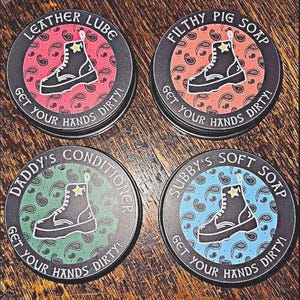 LEATHER LUBE
GET YOUR HANDS DIRTY!
FILTHY PIG SOAP
GET YOUR HANDS DIRTY!
DADDY'S CONDITIONER
GET YOUR HANDS DIRTY!
SUBBY'S SOFT SOAP
GET YOUR HANDS DIRTY!